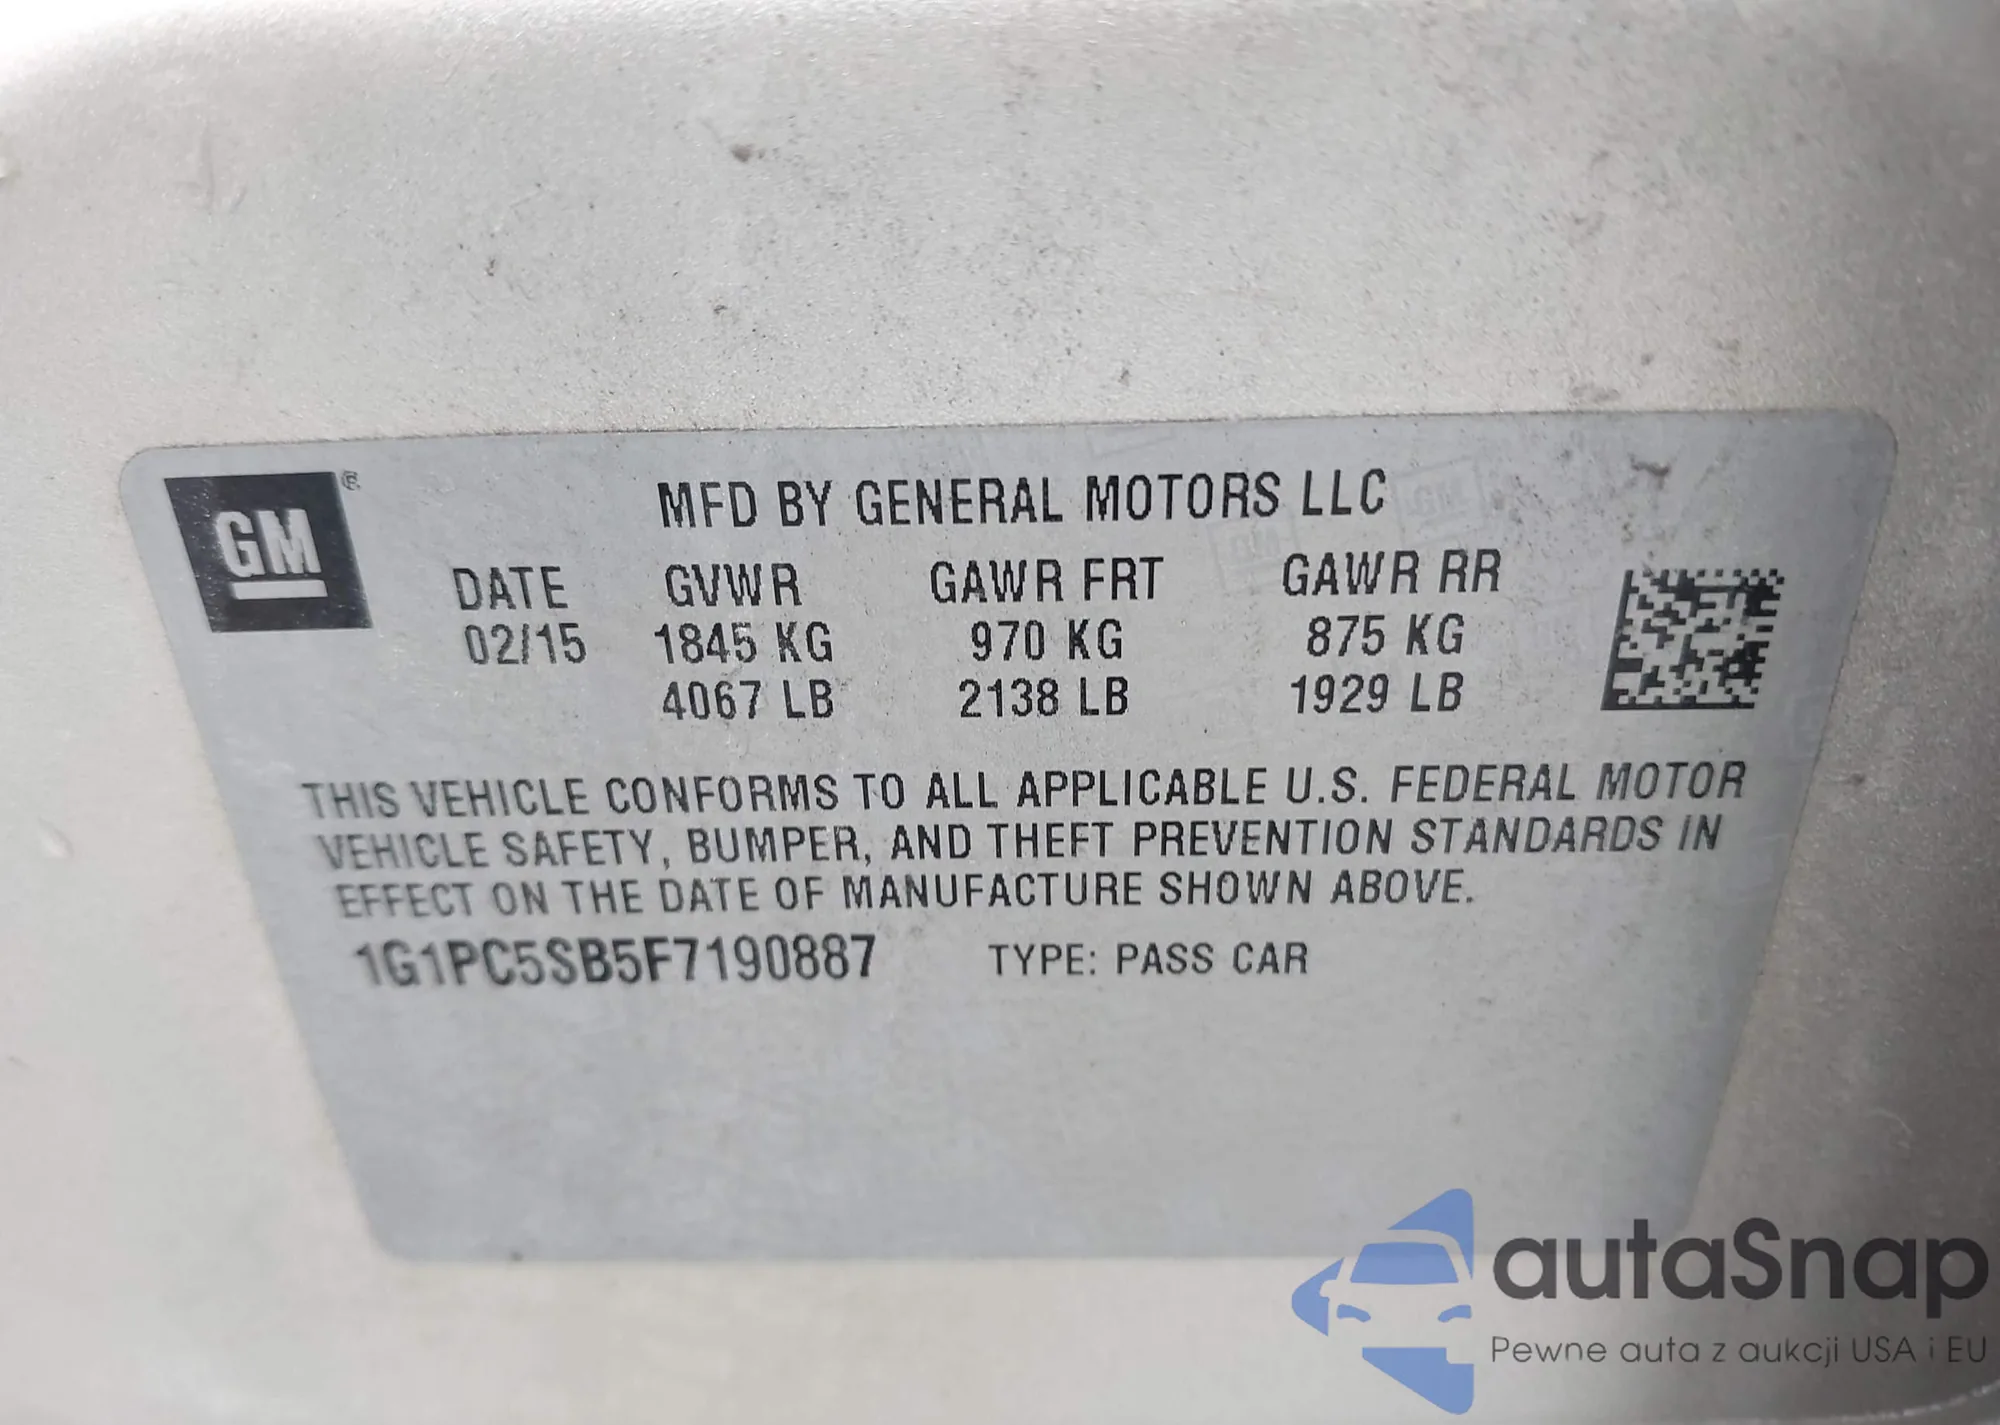 GM®
MFD BY GENERAL MOTORS LLC
DATE GVWR GAWR FRT GAWR RR
02/15 1845 KG 970 KG 875 KG
4067 LB 2138 LB 1929 LB
THIS VEHICLE CONFORMS TO ALL APPLICABLE U.S. FEDERAL MOTOR
VEHICLE SAFETY, BUMPER, AND THEFT PREVENTION STANDARDS IN
EFFECT ON THE DATE OF MANUFACTURE SHOWN ABOVE.
1G1PC5SB5F7190887 TYPE: PASS CAR
autaSnap
Pewne auta z aukcji USA i EU